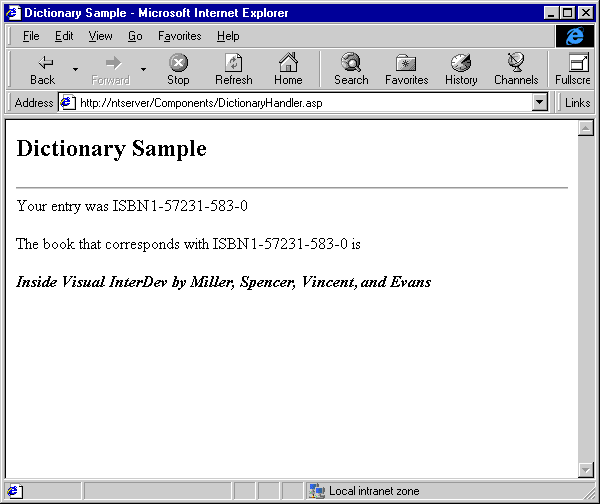 Dictionary Sample - Microsoft Internet Explorer
File Edit View Go Favorites Help
Back Forward Stop Refresh Home Search Favorites History Channels Fullscre
Address http://ntserver/Components/DictionaryHandler.asp Links
Dictionary Sample
Your entry was ISBN1-57231-583-0
The book that corresponds with ISBN1-57231-583-0 is
Inside Visual InterDev by Miller, Spencer, Vincent, and Evans
Local intranet zone